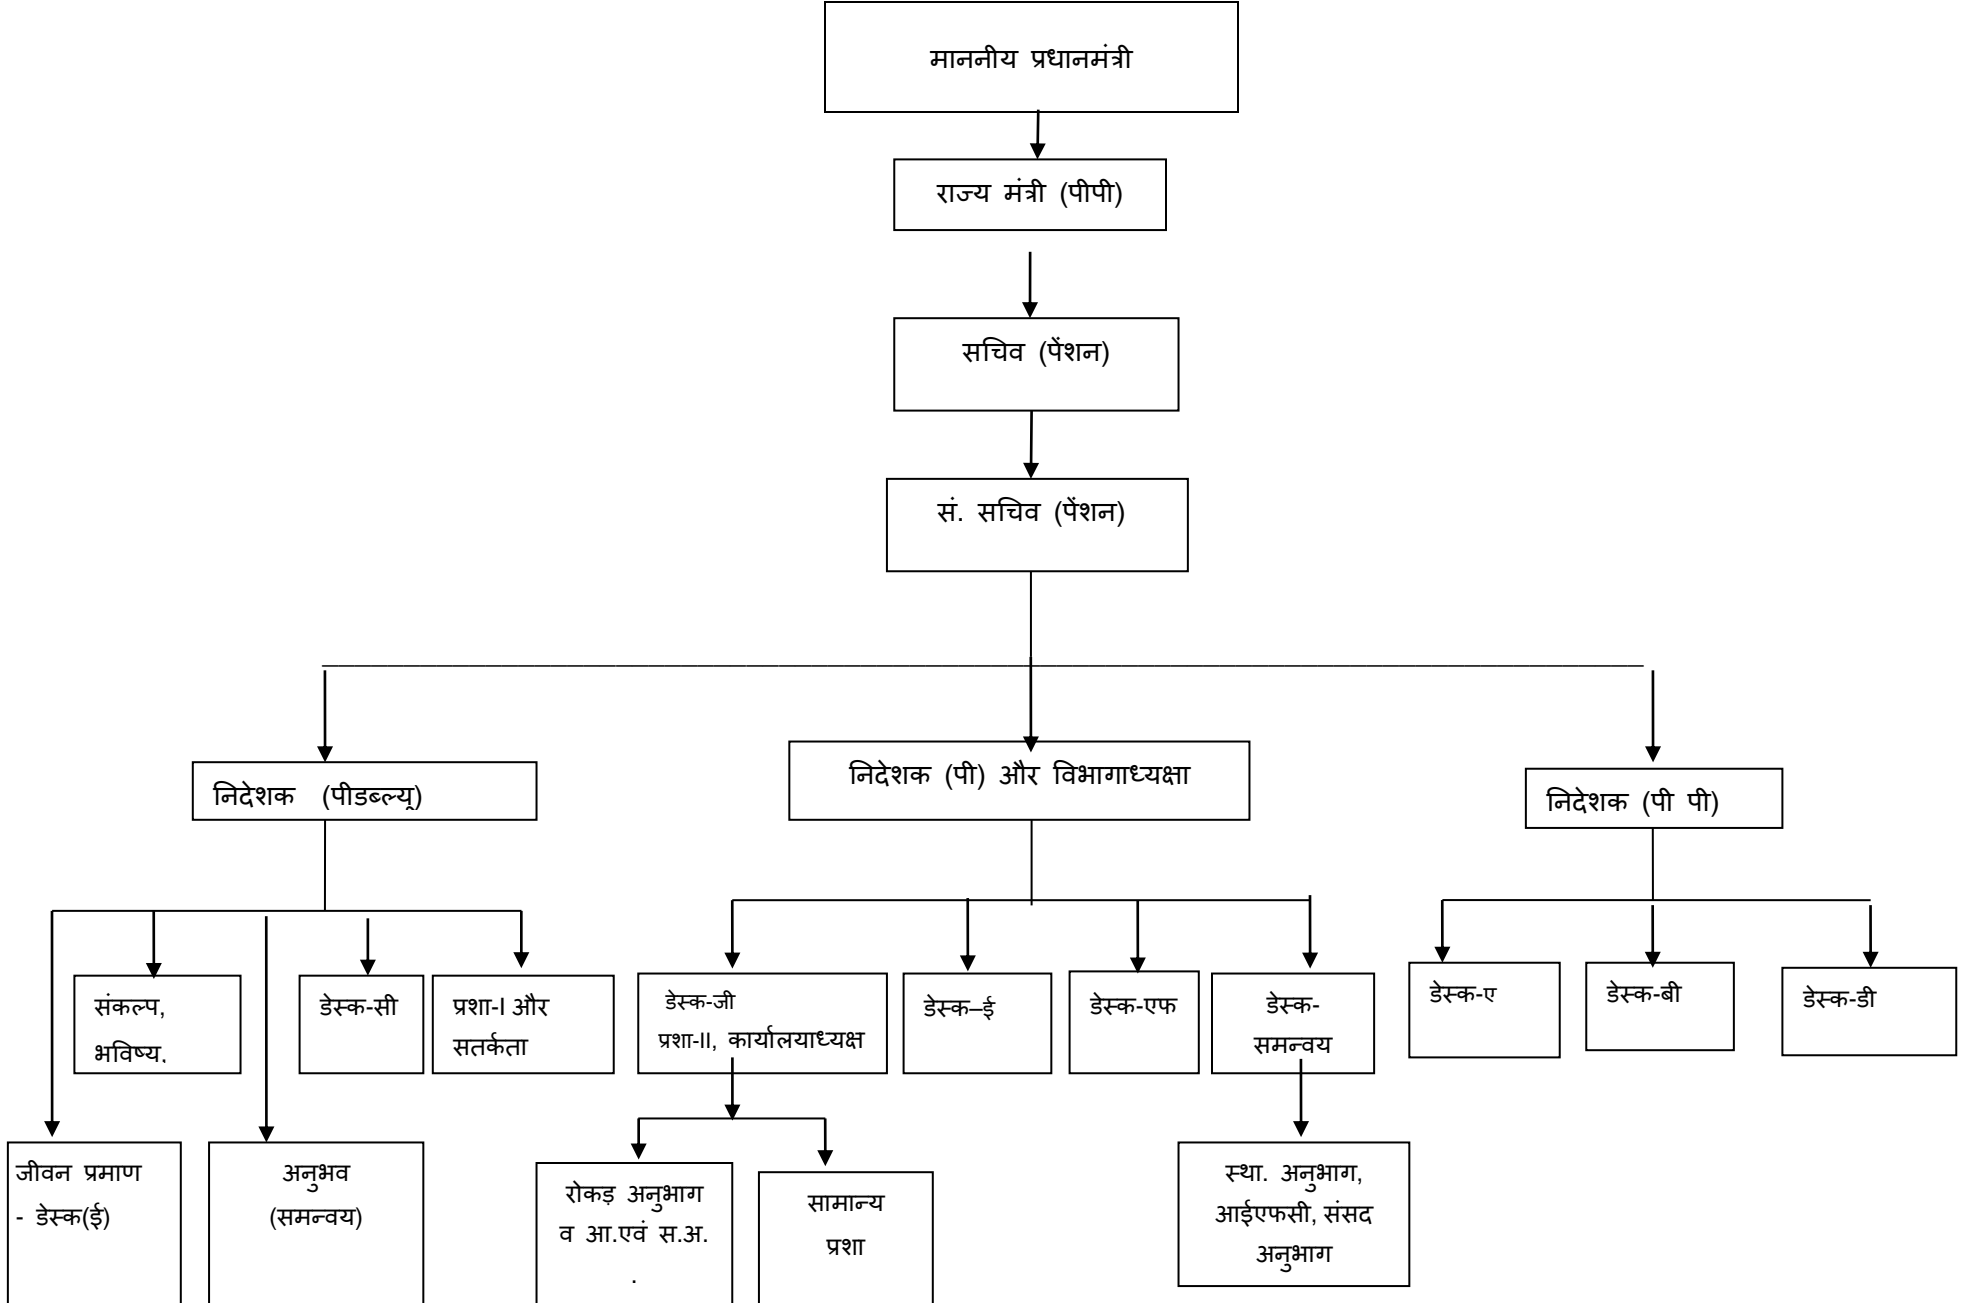 माननीय प्रधानमंत्री
राज्य मंत्री (पीपी)
सचिव (पेंशन)
सं. सचिव (पेंशन)
निदेशक (पीडब्ल्यू)
निदेशक (पी) और विभागाध्यक्षा
निदेशक (पी पी)
संकल्प,
भविष्य.
डेस्क-सी
प्रशा-I और
सतर्कता
डेस्क-जी
प्रशा-II, कार्यालयाध्यक्ष
डेस्क–ई
डेस्क-एफ
डेस्क-
समन्वय
डेस्क-ए
डेस्क-बी
डेस्क-डी
जीवन प्रमाण
- डेस्क(ई)
अनुभव
(समन्वय)
रोकड़ अनुभाग
व आ.एवं स.अ.
.
सामान्य
प्रशा
स्था. अनुभाग,
आईएफसी, संसद
अनुभाग